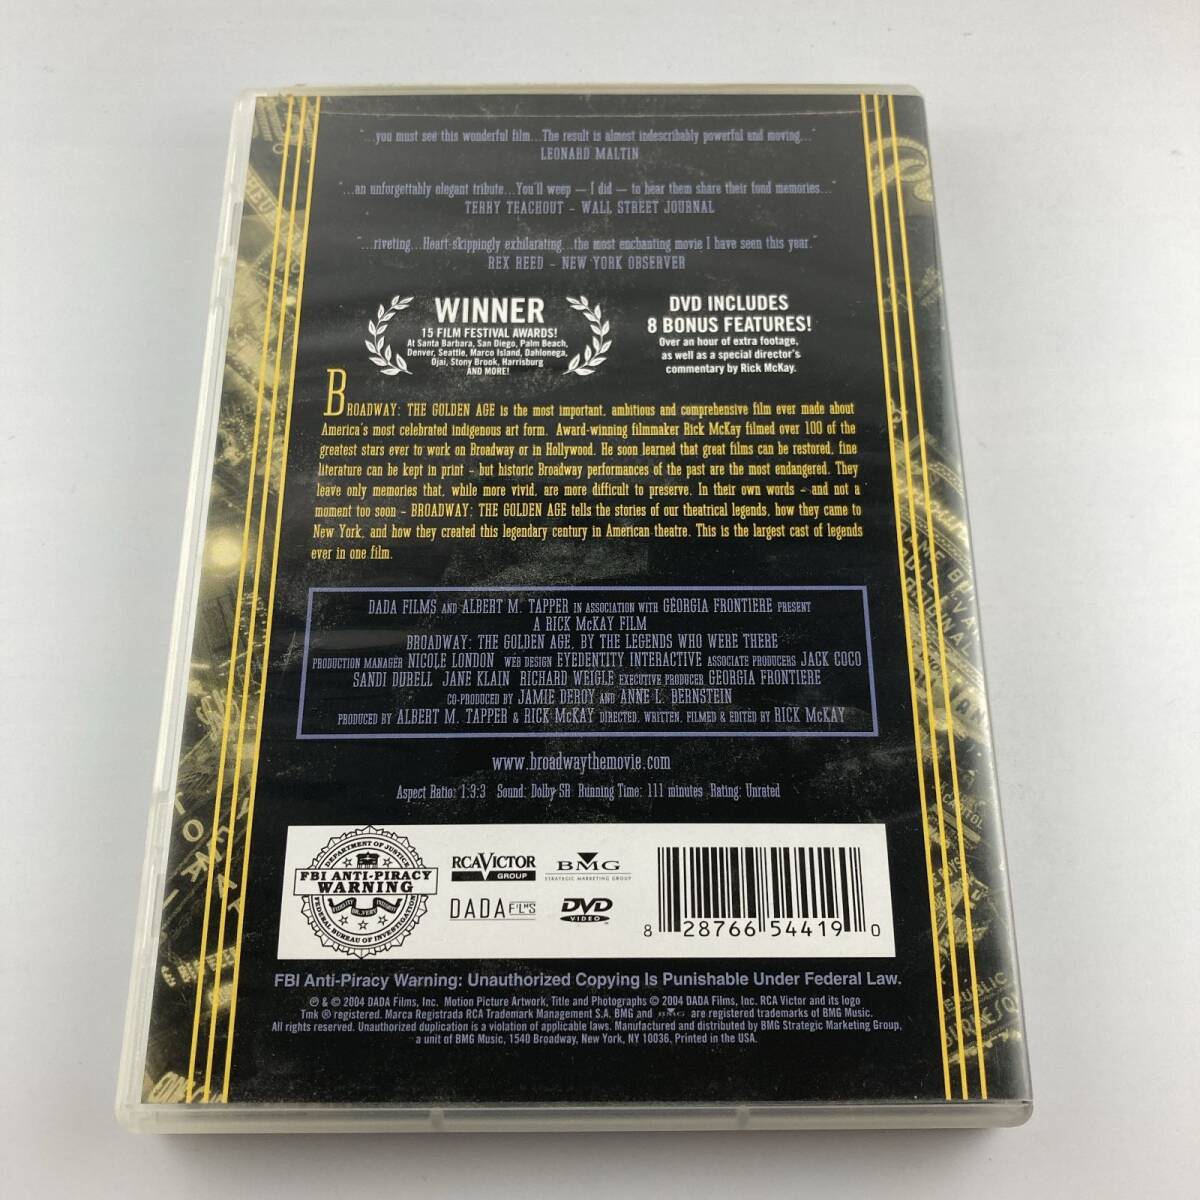 "...you must see this wonderful film...The result is almost indescribably powerful and moving..."
LEONARD MALTIN
"...an unforgettably elegant tribute...You'll weep – I did – to hear them share their fond memories..."
TERRY TEACHOUT - WALL STREET JOURNAL
"...riveting...Heart-skippingly exhilarating...the most enchanting movie I have seen this year."
REX REED - NEW YORK OBSERVER
WINNER
15 FILM FESTIVAL AWARDS!
At Santa Barbara, San Diego, Palm Beach,
Denver, Seattle, Marco Island, Dahlonega,
Ojai, Stony Brook, Harrisburg
AND MORE!
DVD INCLUDES
8 BONUS FEATURES!
Over an hour of extra footage,
as well as a special director's
commentary by Rick McKay.
BROADWAY: THE GOLDEN AGE is the most important, ambitious and comprehensive film ever made about
America's most celebrated indigenous art form. Award-winning filmmaker Rick McKay filmed over 100 of the
greatest stars ever to work on Broadway or in Hollywood. He soon learned that great films can be restored, fine
literature can be kept in print - but historic Broadway performances of the past are the most endangered. They
leave only memories that, while more vivid, are more difficult to preserve. In their own words - and not a
moment too soon - BROADWAY: THE GOLDEN AGE tells the stories of our theatrical legends, how they came to
New York, and how they created this legendary century in American theatre. This is the largest cast of legends
ever in one film.
DADA FILMS AND ALBERT M. TAPPER IN ASSOCIATION WITH GEORGIA FRONTIERE PRESENT
A RICK McKAY FILM
BROADWAY: THE GOLDEN AGE, BY THE LEGENDS WHO WERE THERE
PRODUCTION MANAGER NICOLE LONDON WEB DESIGN EYEDENTITY INTERACTIVE ASSOCIATE PRODUCERS JACK COCO
SANDI DURELL JANE KLAIN RICHARD WEIGLE EXECUTIVE PRODUCER GEORGIA FRONTIERE
CO-PRODUCED BY JAMIE DEROY AND ANNE L. BERNSTEIN
PRODUCED BY ALBERT M. TAPPER & RICK McKAY DIRECTED, WRITTEN, FILMED & EDITED BY RICK McKAY
www.broadwaythemovie.com
Aspect Ratio: 1:3:3 Sound: Dolby SR Running Time: 111 minutes Rating: Unrated
DEPARTMENT OF JUSTICE
FBI ANTI-PIRACY
WARNING
FEDERAL BUREAU OF INVESTIGATION
RCA VICTOR
GROUP
BMG
STRATEGIC MARKETING GROUP
DADA FILMS
DVD
VIDEO
8 28766 54419 0
FBI Anti-Piracy Warning: Unauthorized Copying Is Punishable Under Federal Law.
℗ & © 2004 DADA Films, Inc. Motion Picture Artwork, Title and Photographs © 2004 DADA Films, Inc. RCA Victor and its logo
Tmk ® registered. Marca Registrada RCA Trademark Management S.A. BMG and BMG are registered trademarks of BMG Music.
All rights reserved. Unauthorized duplication is a violation of applicable laws. Manufactured and distributed by BMG Strategic Marketing Group,
a unit of BMG Music, 1540 Broadway, New York, NY 10036. Printed in the USA.